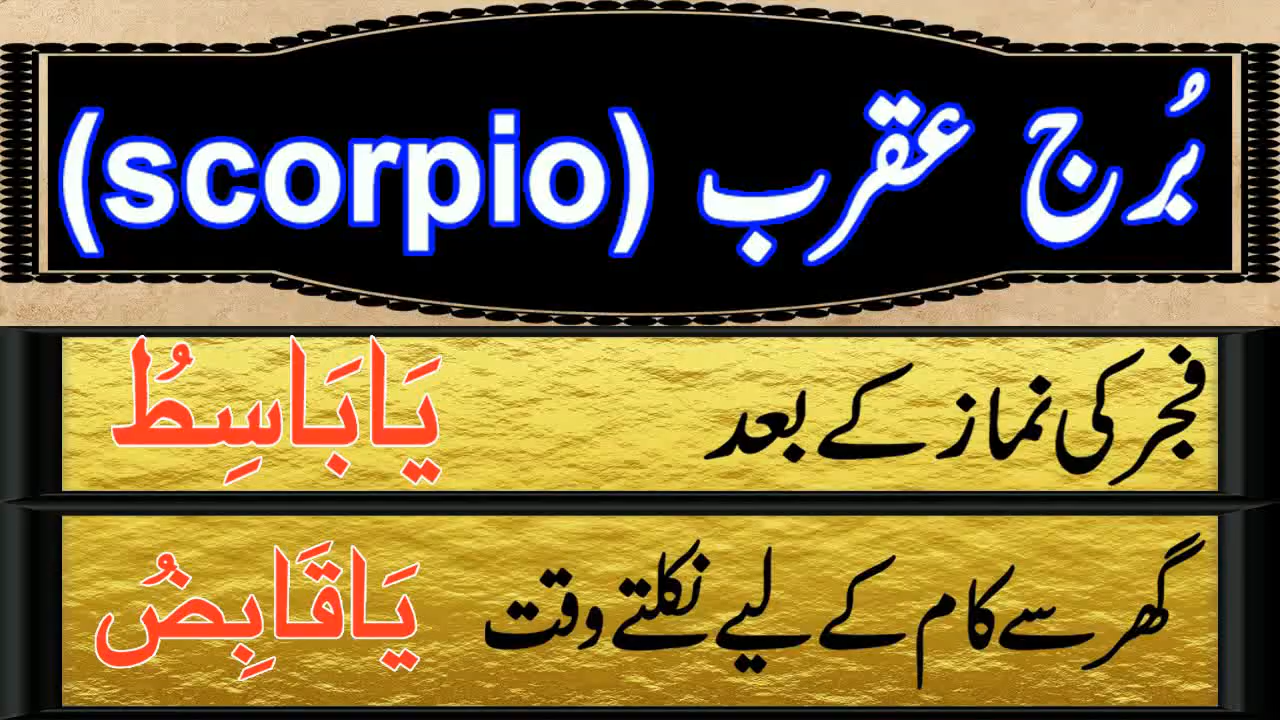 بُرج عقرب (scorpio)
فجر کی نماز کے بعد يَابَاسِطُ
گھر سے کام کے لیے نکلتے وقت يَاقَابِضُ